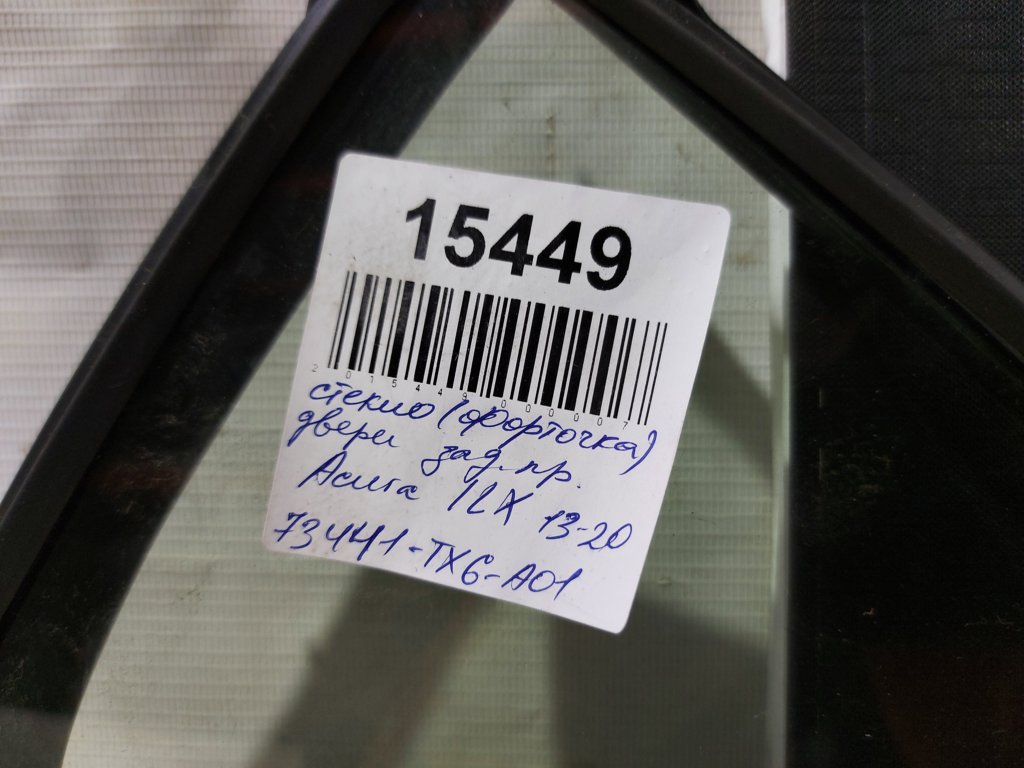 15449
2015449000007
стекло (форточка)
двери зад. пр.
Acura ILX 13-20
73441-TX6-A01